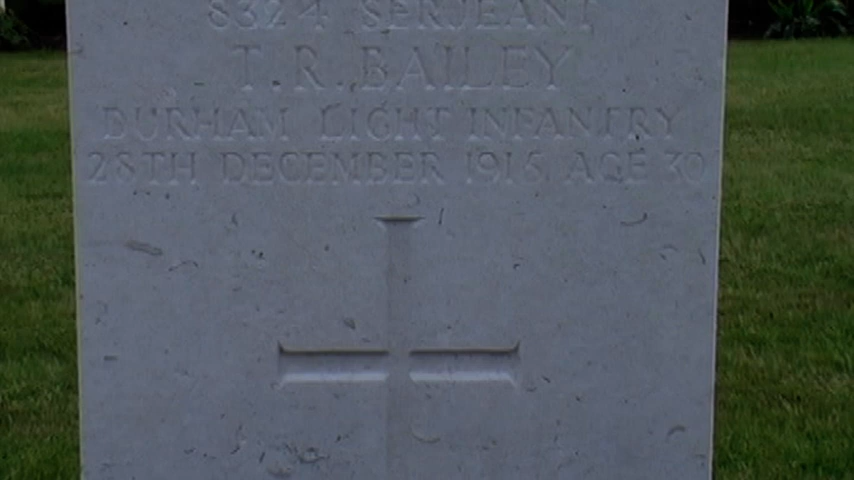 8324 SERJEANT
T. R. BAILEY
DURHAM LIGHT INFANTRY
28TH DECEMBER 1915 AGE 30